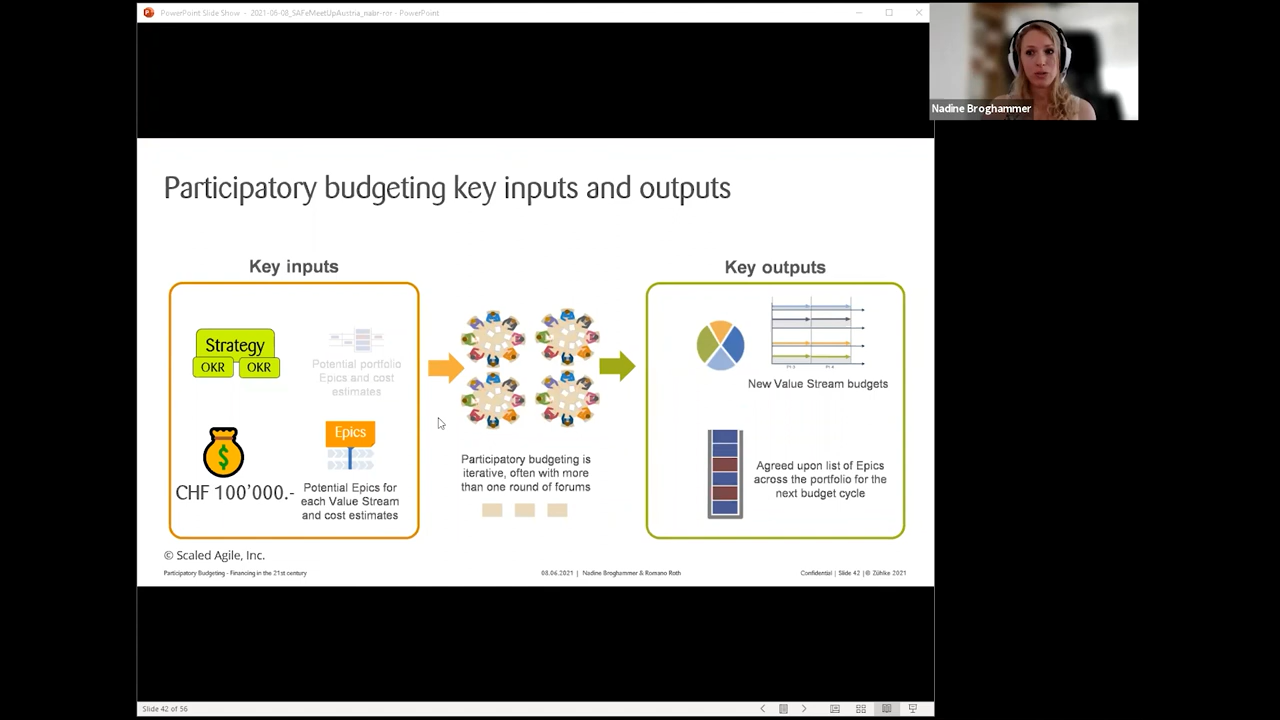 PowerPoint Slide Show - 2021-06-08_SAFeMeetUpAustria_nabr-ror - PowerPoint
Nadine Broghammer
Participatory budgeting key inputs and outputs
Key inputs
Strategy
OKR OKR
Potential portfolio
Epics and cost
estimates
CHF 100'000.-
Epics
Potential Epics for
each Value Stream
and cost estimates
Participatory budgeting is
iterative, often with more
than one round of forums
Key outputs
New Value Stream budgets
Agreed upon list of Epics
across the portfolio for the
next budget cycle
© Scaled Agile, Inc.
Participatory Budgeting - Financing in the 21st century
08.06.2021 | Nadine Broghammer & Romano Roth
Confidential | Slide 42 | © Zühlke 2021
Slide 42 of 56